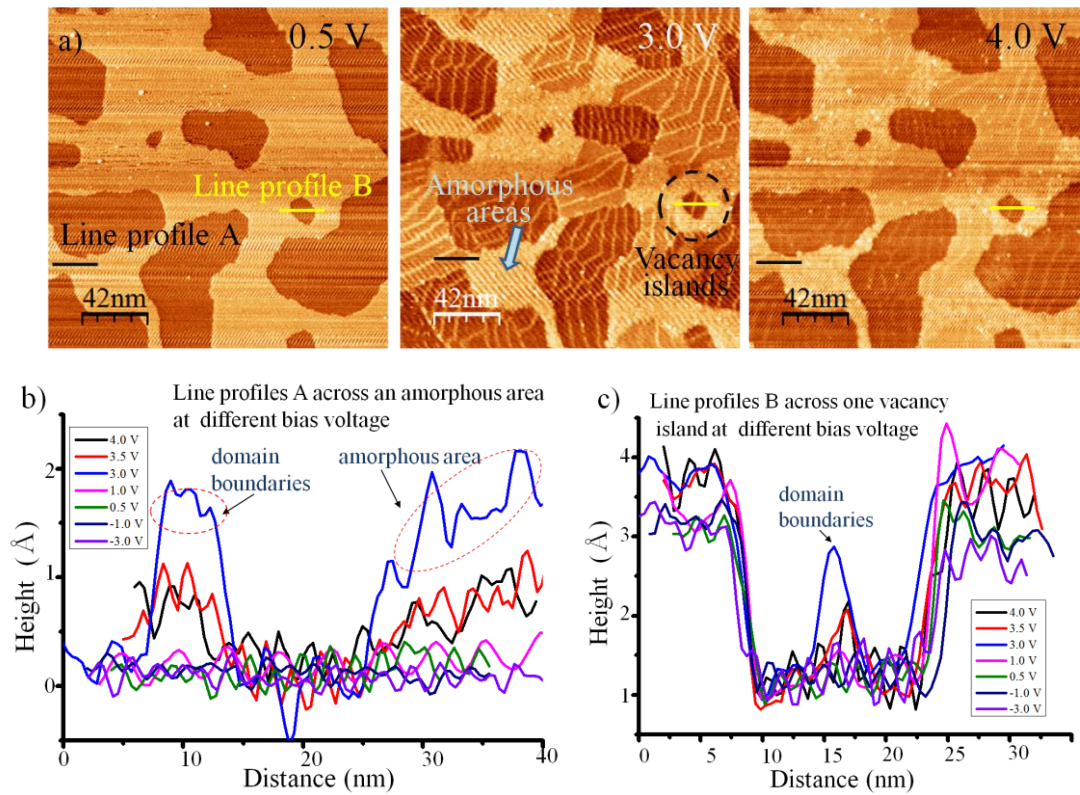 a)
0.5 V
Line profile B
Line profile A
42nm
3.0 V
Amorphous
areas
Vacancy
islands
42nm
4.0 V
42nm
b)
Line profiles A across an amorphous area
at different bias voltage
4.0 V
3.5 V
3.0 V
1.0 V
0.5 V
-1.0 V
-3.0 V
domain
boundaries
amorphous area
Height (Å)
2
1
0
0 10 20 30 40
Distance (nm)
c)
Line profiles B across one vacancy
island at different bias voltage
domain
boundaries
4.0 V
3.5 V
3.0 V
1.0 V
0.5 V
-1.0 V
-3.0 V
Height (Å)
4
3
2
1
0 5 10 15 20 25 30
Distance (nm)